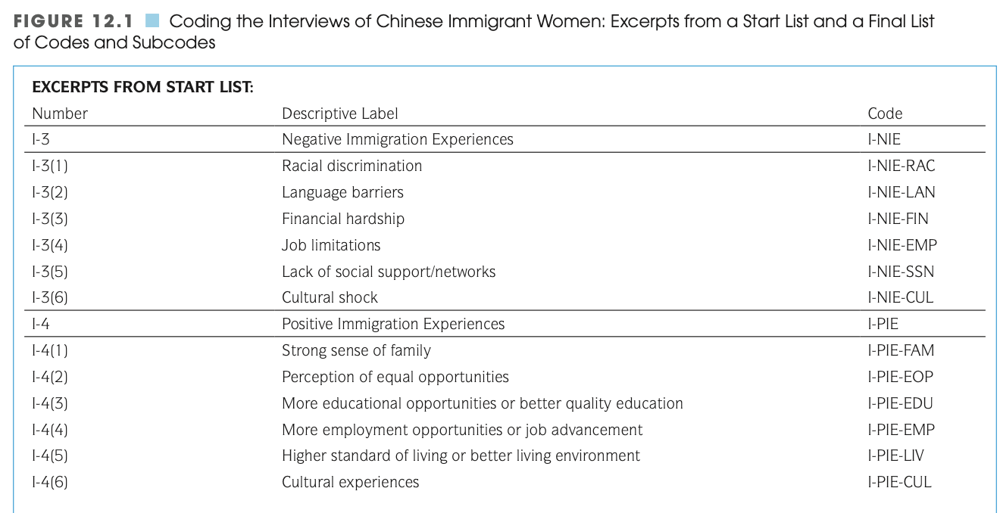 FIGURE 12.1 Coding the Interviews of Chinese Immigrant Women: Excerpts from a Start List and a Final List
of Codes and Subcodes
EXCERPTS FROM START LIST:
Number Descriptive Label Code
I-3 Negative Immigration Experiences I-NIE
I-3(1) Racial discrimination I-NIE-RAC
I-3(2) Language barriers I-NIE-LAN
I-3(3) Financial hardship I-NIE-FIN
I-3(4) Job limitations I-NIE-EMP
I-3(5) Lack of social support/networks I-NIE-SSN
I-3(6) Cultural shock I-NIE-CUL
I-4 Positive Immigration Experiences I-PIE
I-4(1) Strong sense of family I-PIE-FAM
I-4(2) Perception of equal opportunities I-PIE-EOP
I-4(3) More educational opportunities or better quality education I-PIE-EDU
I-4(4) More employment opportunities or job advancement I-PIE-EMP
I-4(5) Higher standard of living or better living environment I-PIE-LIV
I-4(6) Cultural experiences I-PIE-CUL